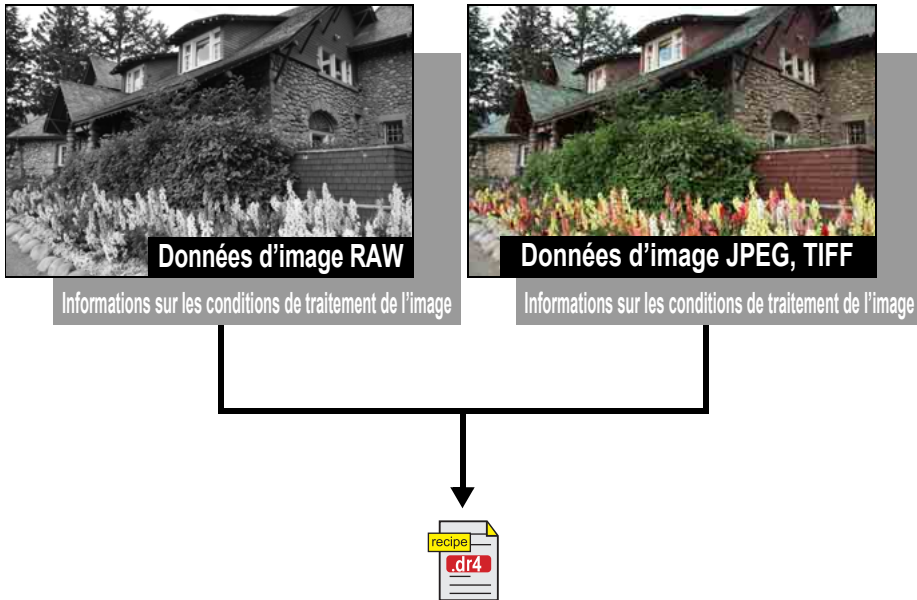 Données d’image RAW
Données d’image JPEG, TIFF
Informations sur les conditions de traitement de l’image
Informations sur les conditions de traitement de l’image
recipe
.dr4